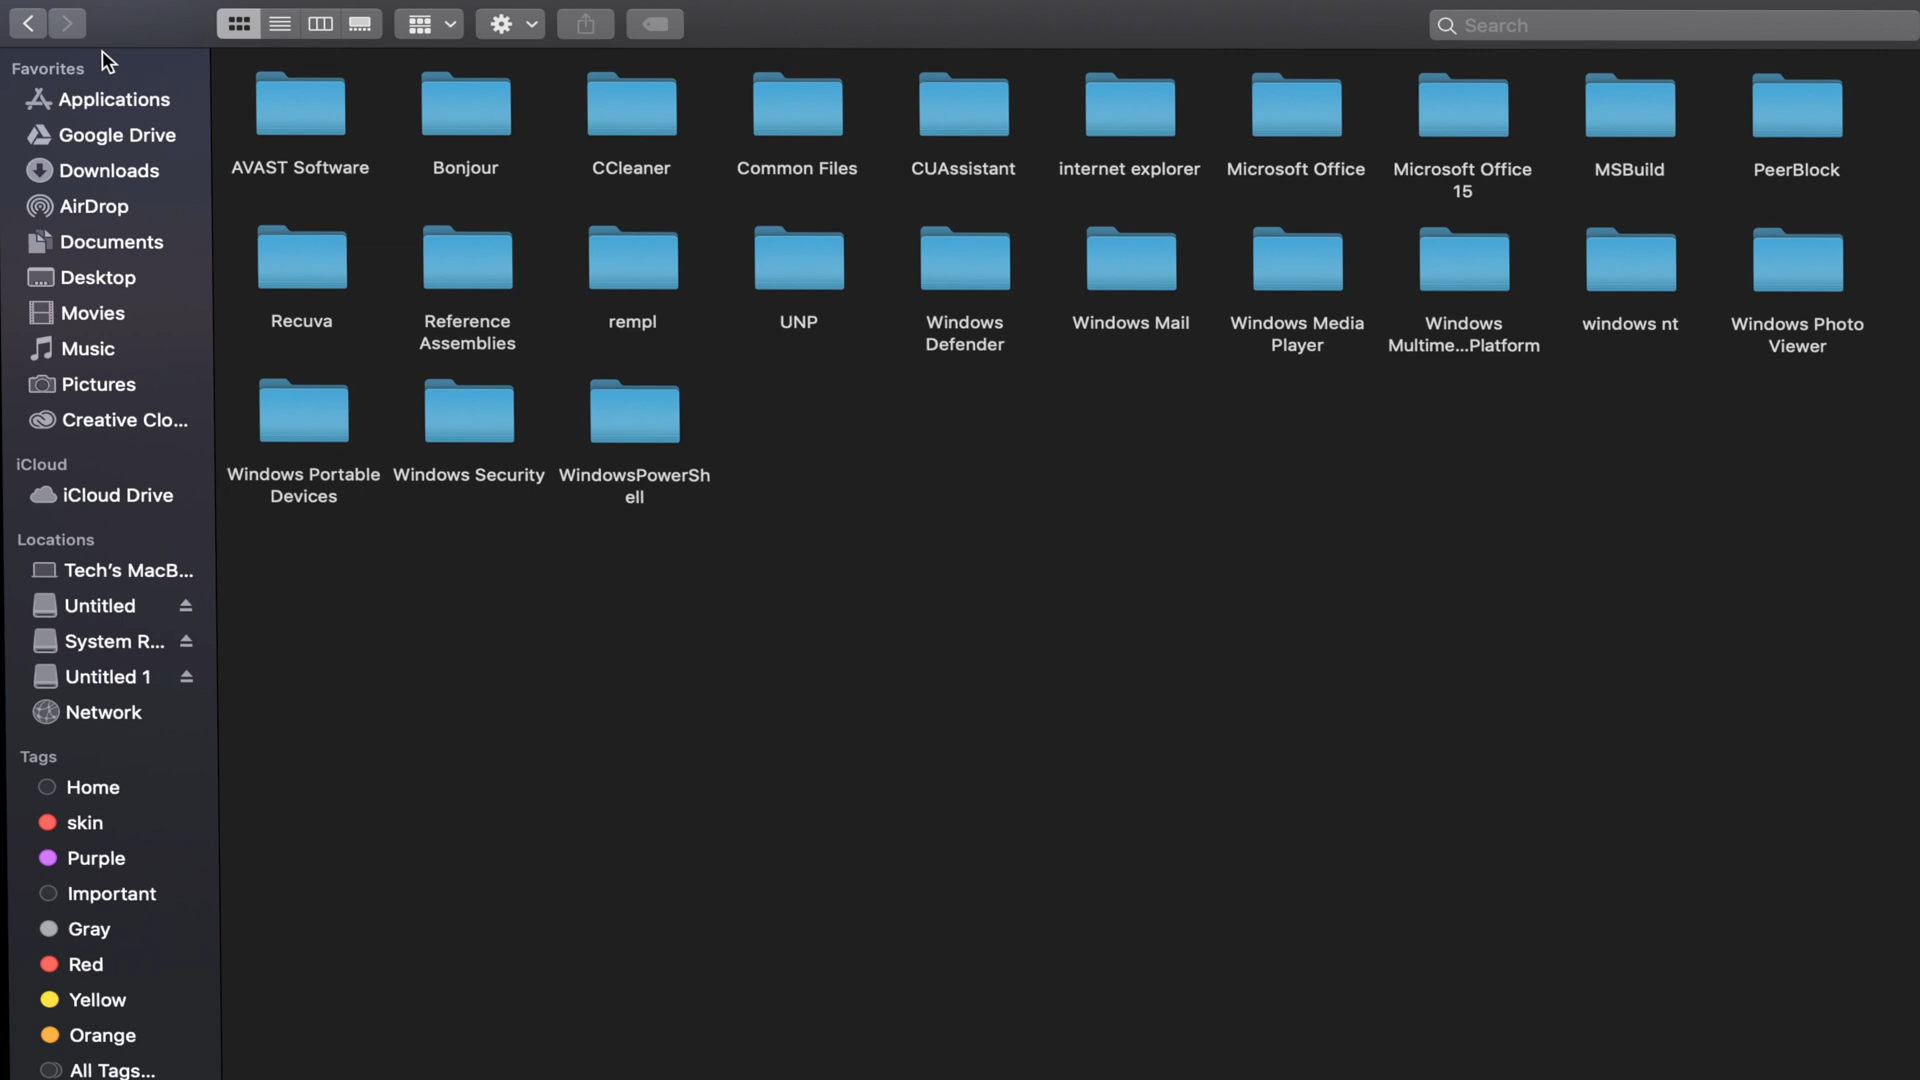 Search
Favorites
Applications
Google Drive
Downloads
AirDrop
Documents
Desktop
Movies
Music
Pictures
Creative Clo...
iCloud
iCloud Drive
Locations
Tech's MacB...
Untitled
System R...
Untitled 1
Network
Tags
Home
skin
Purple
Important
Gray
Red
Yellow
Orange
All Tags...
AVAST Software
Bonjour
CCleaner
Common Files
CUAssistant
internet explorer
Microsoft Office
Microsoft Office
15
MSBuild
PeerBlock
Recuva
Reference
Assemblies
rempl
UNP
Windows
Defender
Windows Mail
Windows Media
Player
Windows
Multime...Platform
windows nt
Windows Photo
Viewer
Windows Portable
Devices
Windows Security
WindowsPowerSh
ell